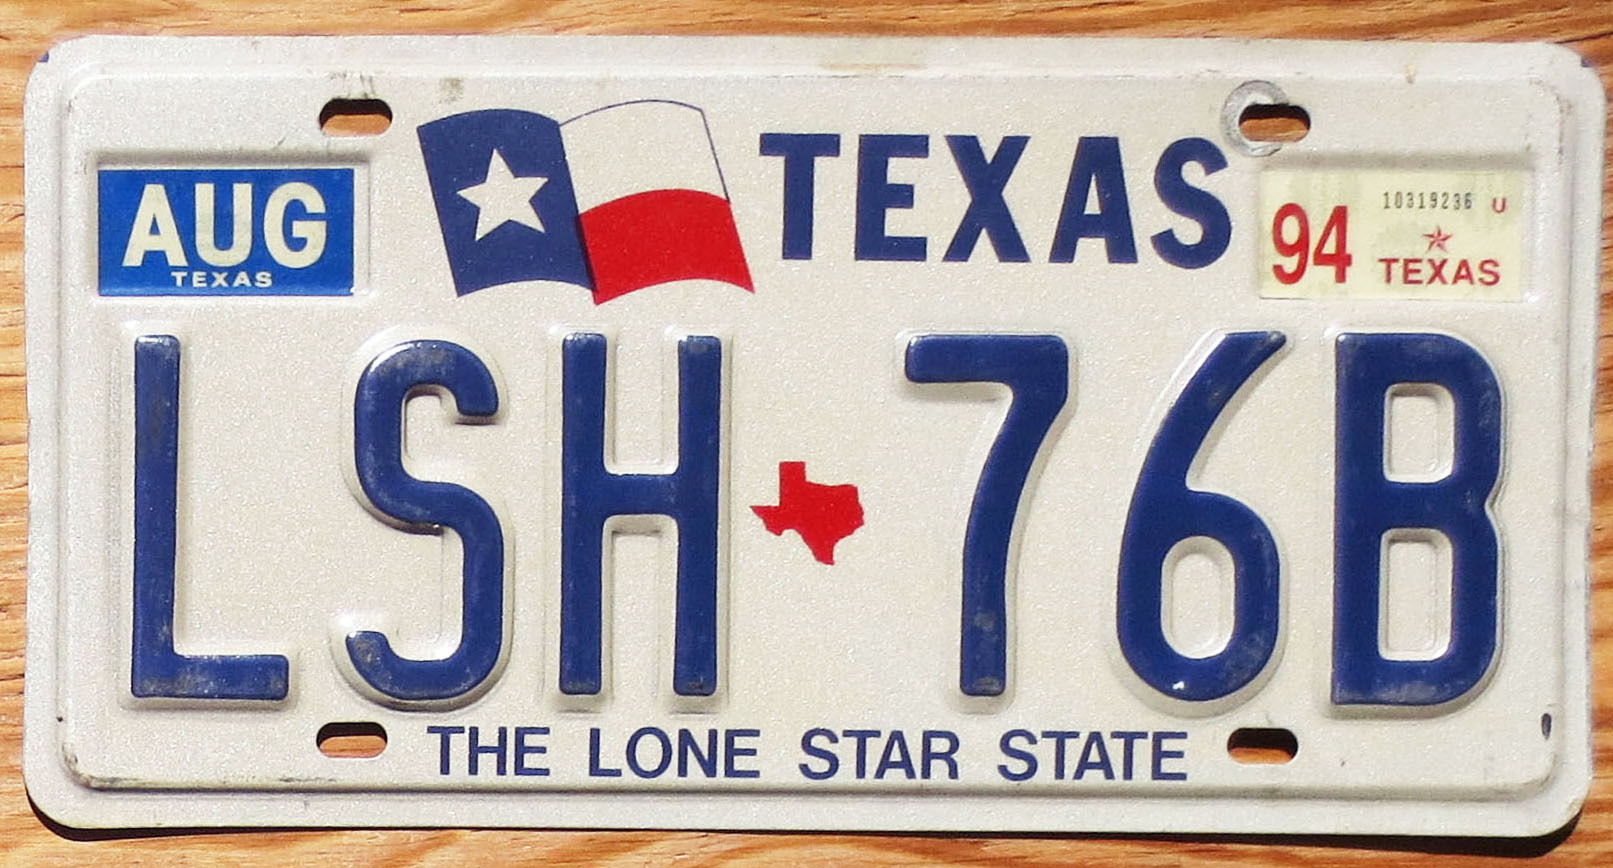 AUG
TEXAS
TEXAS
10319236 U
94
TEXAS
LSH 76B
THE LONE STAR STATE